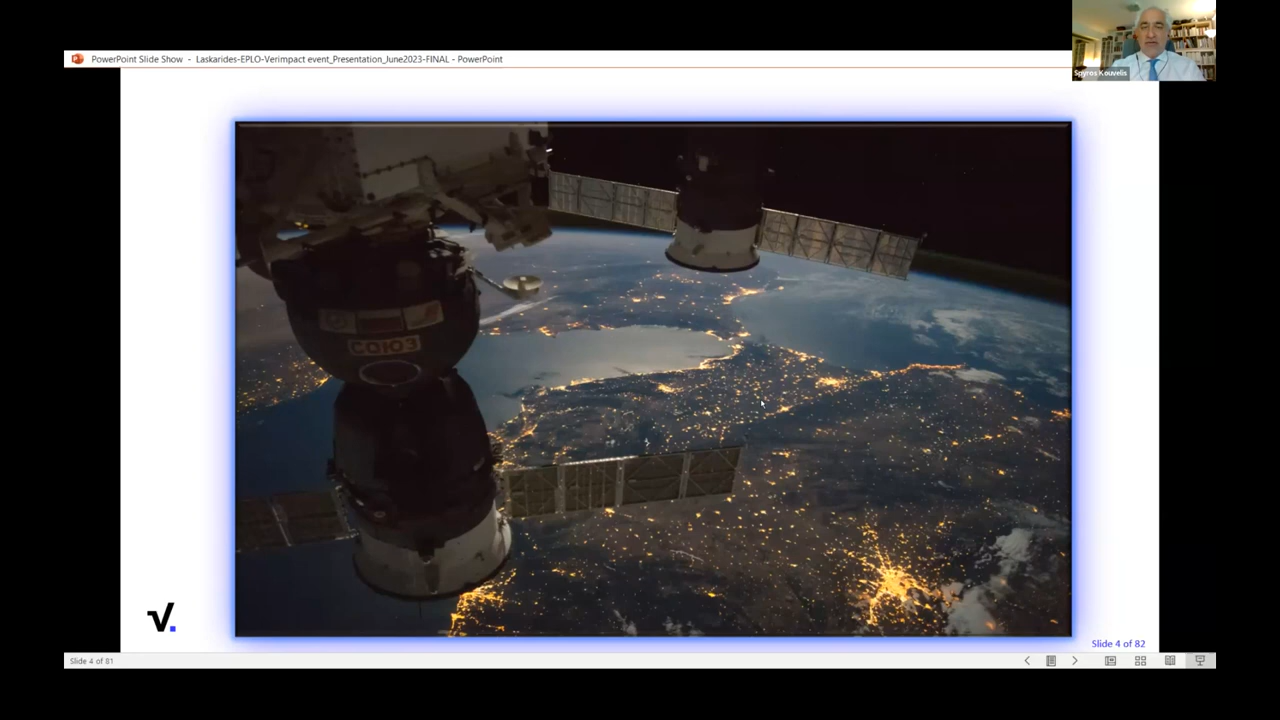 PowerPoint Slide Show - Laskarides-EPLO-Verimpact event_Presentation_June2023-FINAL - PowerPoint
Spyros Kouvelis
СОЮЗ
V.
Slide 4 of 82
Slide 4 of 81